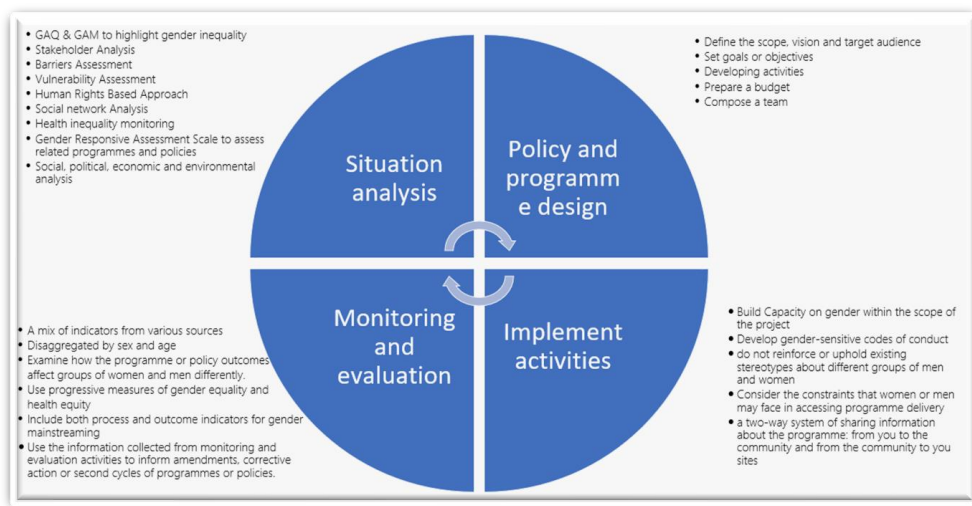 • GAQ & GAM to highlight gender inequality
• Stakeholder Analysis
• Barriers Assessment
• Vulnerability Assessment
• Human Rights Based Approach
• Social network Analysis
• Health inequality monitoring
• Gender Responsive Assessment Scale to assess
related programmes and policies
• Social, political, economic and environmental
analysis
Situation
analysis
• Define the scope, vision and target audience
• Set goals or objectives
• Developing activities
• Prepare a budget
• Compose a team
Policy and
programm
e design
• A mix of indicators from various sources
• Disaggregated by sex and age
• Examine how the programme or policy outcomes
affect groups of women and men differently.
• Use progressive measures of gender equality and
health equity
• Include both process and outcome indicators for gender
mainstreaming
• Use the information collected from monitoring and
evaluation activities to inform amendments, corrective
action or second cycles of programmes or policies.
Monitoring
and
evaluation
Implement
activities
• Build Capacity on gender within the scope of
the project
• Develop gender-sensitive codes of conduct
• do not reinforce or uphold existing
stereotypes about different groups of men
and women
• Consider the constraints that women or men
may face in accessing programme delivery
• a two-way system of sharing information
about the programme: from you to the
community and from the community to you
sites